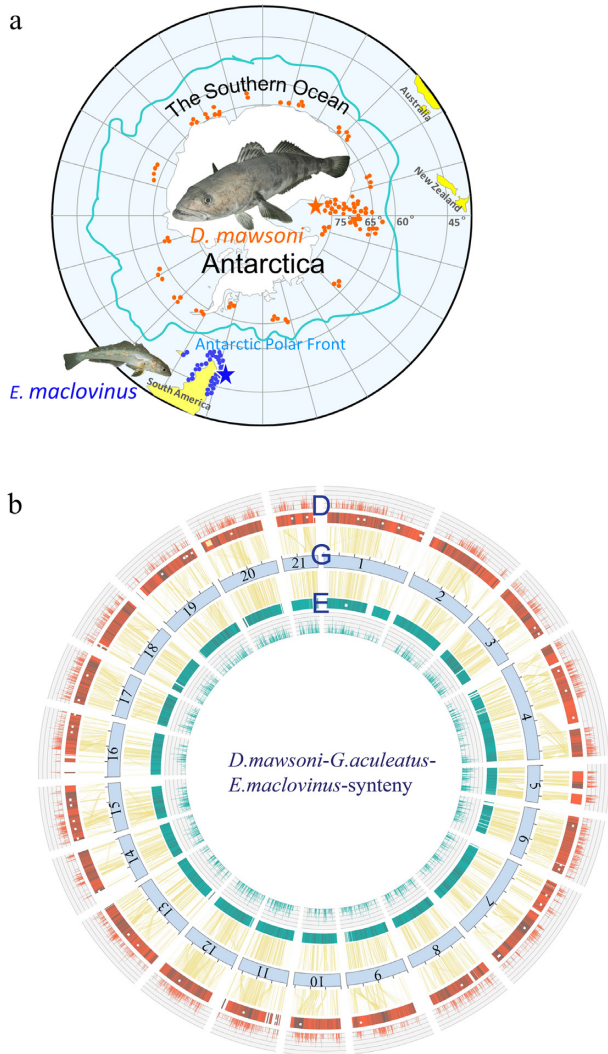 a
The Southern Ocean
Australia
New Zealand
75° 65° 60° 45°
D. mawsoni
Antarctica
Antarctic Polar Front
South America
E. maclovinus
b
D
G
E
1
2
3
4
5
6
7
8
9
10
11
12
13
14
15
16
17
18
19
20
21
D.mawsoni-G.aculeatus-
E.maclovinus-synteny